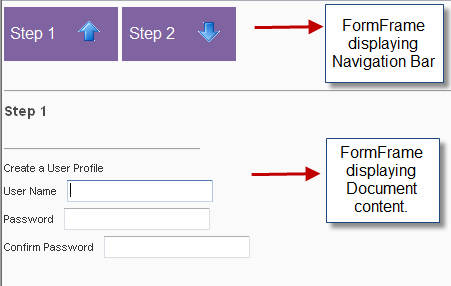 Step 1
Step 2
FormFrame
displaying
Navigation Bar
Step 1
Create a User Profile
User Name
Password
Confirm Password
FormFrame
displaying
Document
content.